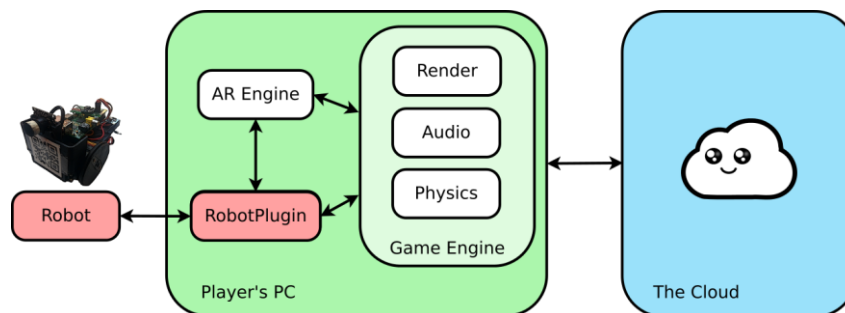 Render
AR Engine
Audio
Physics
Robot
RobotPlugin
Game Engine
Player's PC
The Cloud